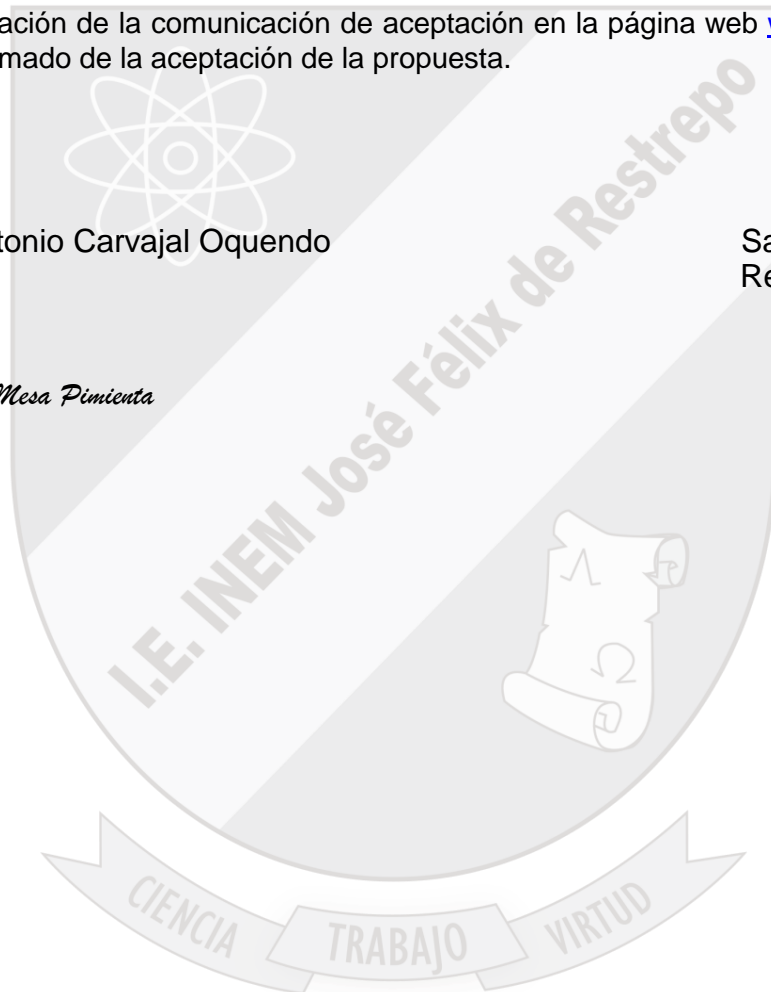 ación de la comunicación de aceptación en la página web
mado de la aceptación de la propuesta.
tonio Carvajal Oquendo
Sa
Re
Mesa Pimienta
I.E. INEM José Félix de Restrepo
CIENCIA TRABAJO VIRTUD